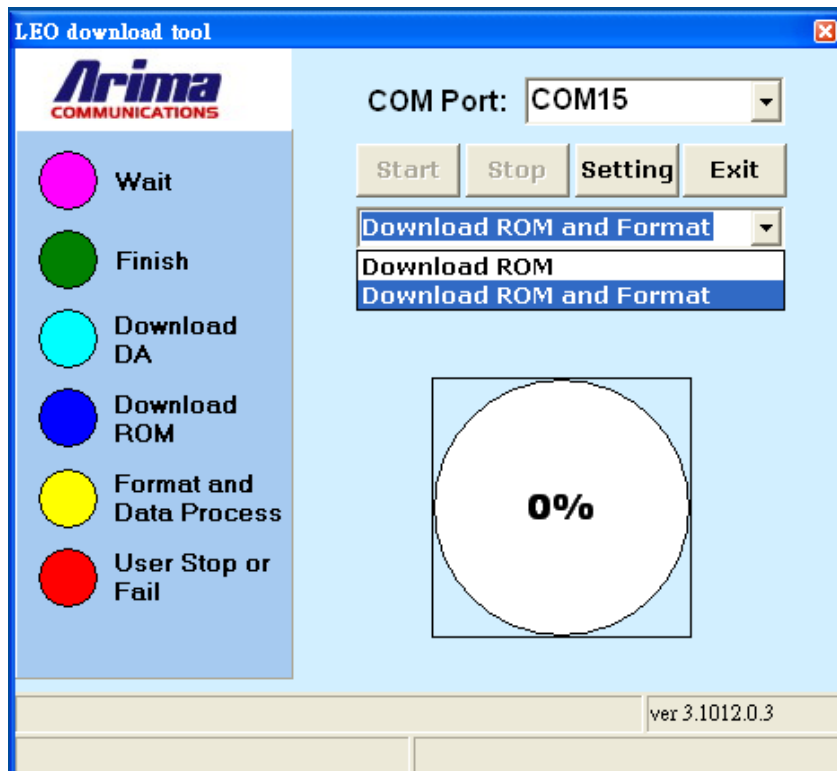 LEO download tool
Arima
COMMUNICATIONS
COM Port:
COM15
Start
Stop
Setting
Exit
Download ROM and Format
Download ROM
Download ROM and Format
Wait
Finish
Download
DA
Download
ROM
Format and
Data Process
User Stop or
Fail
0%
ver 3.1012.0.3